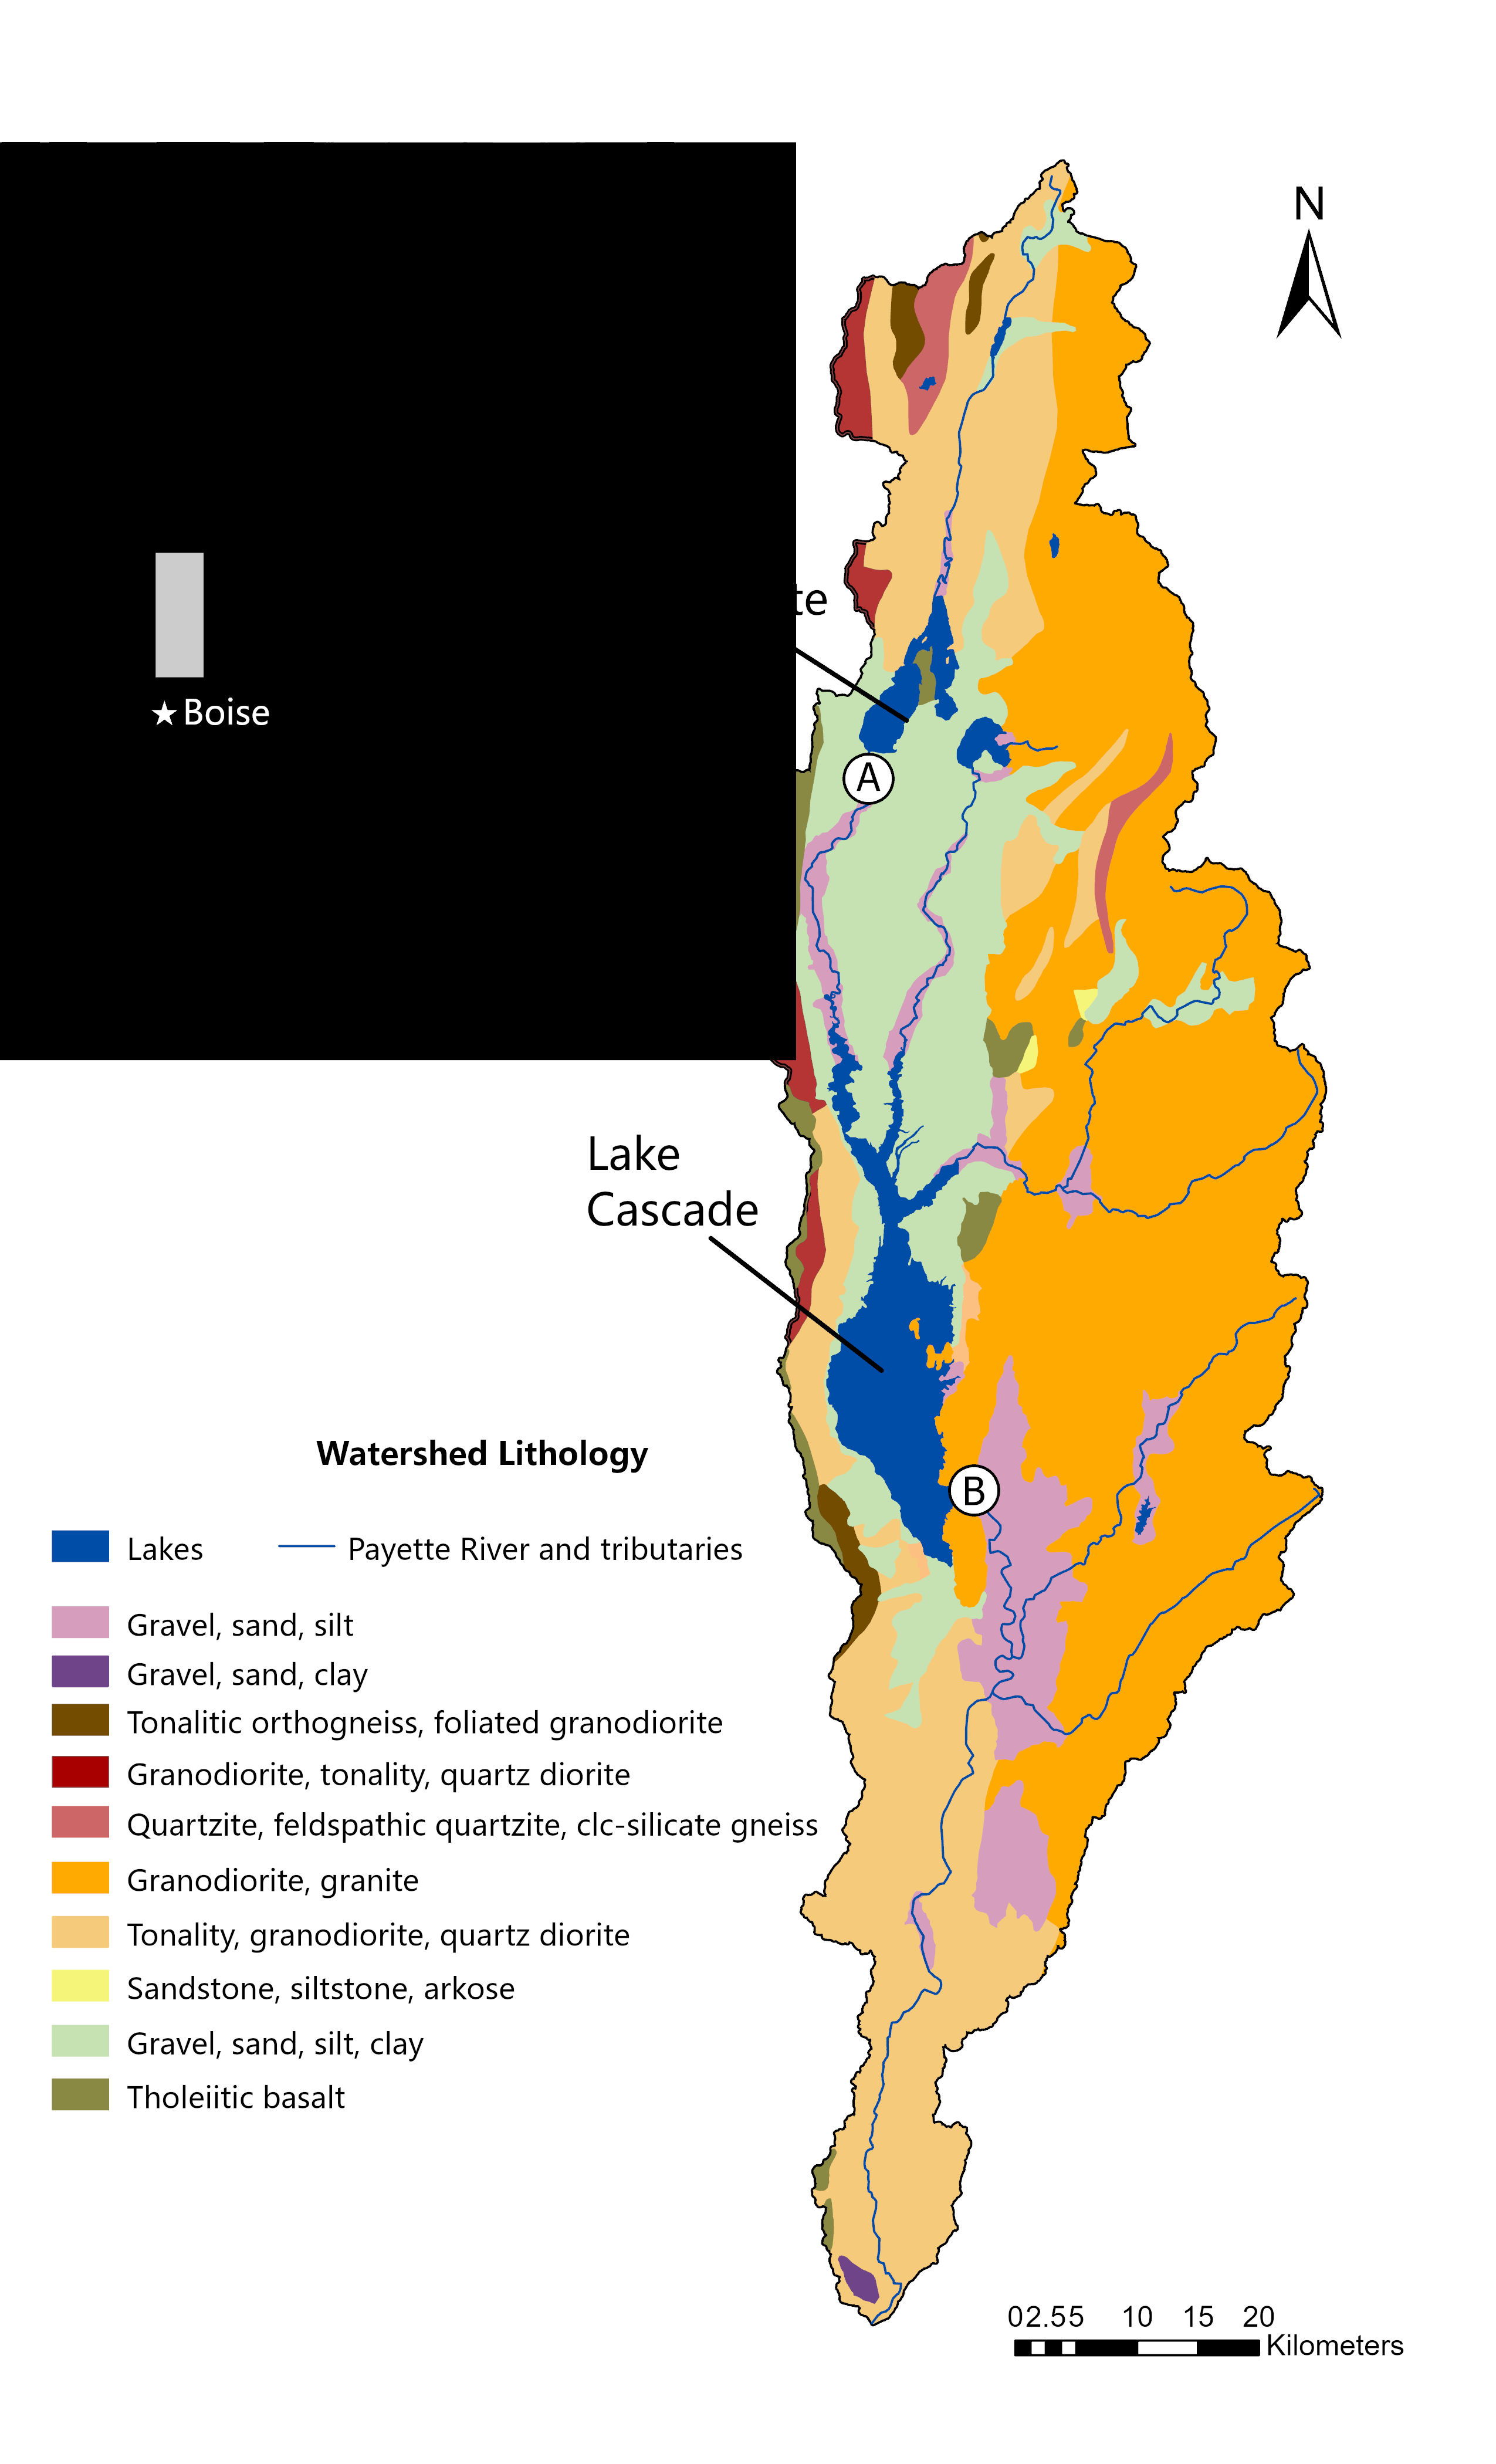 N
te
★Boise
A
Lake
Cascade
Watershed Lithology
B
Lakes
Payette River and tributaries
Gravel, sand, silt
Gravel, sand, clay
Tonalitic orthogneiss, foliated granodiorite
Granodiorite, tonality, quartz diorite
Quartzite, feldspathic quartzite, clc-silicate gneiss
Granodiorite, granite
Tonality, granodiorite, quartz diorite
Sandstone, siltstone, arkose
Gravel, sand, silt, clay
Tholeiitic basalt
02.55 10 15 20
Kilometers